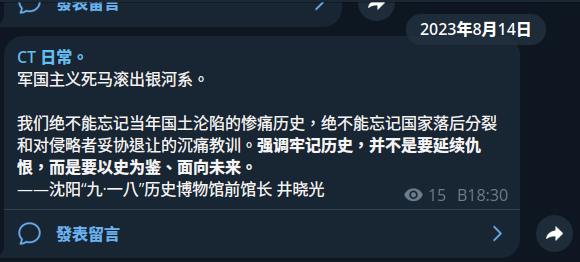 發表留言
2023年8月14日
CT 日常。
军国主义死马滚出银河系。
我们绝不能忘记当年国土沦陷的惨痛历史，绝不能忘记国家落后分裂
和对侵略者妥协退让的沉痛教训。强调牢记历史，并不是要延续仇
恨，而是要以史为鉴、面向未来。
——沈阳“九·一八”历史博物馆前馆长 井晓光
15 B18:30
發表留言